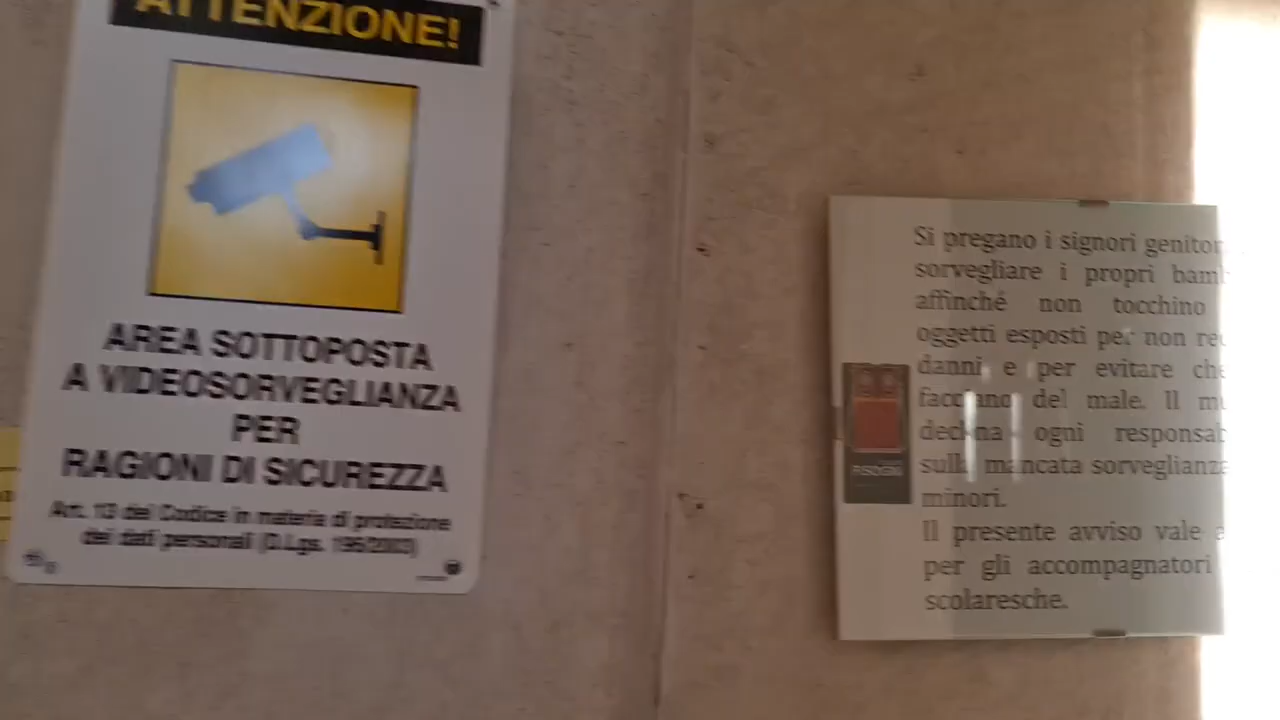 ATTENZIONE!
AREA SOTTOPOSTA
A VIDEOSORVEGLIANZA
PER
RAGIONI DI SICUREZZA
Art. 13 del Codice in materia di protezione
dei dati personali (D.Lgs. 196/2003)
Si pregano i signori genitor
sorvegliare i propri bam
affinché non tocchino
oggetti esposti per non re
danni e per evitare che
facciano del male. Il m
declina ogni responsab
sulla mancata sorveglianza
minori.
Il presente avviso vale a
per gli accompagnatori
scolaresche.